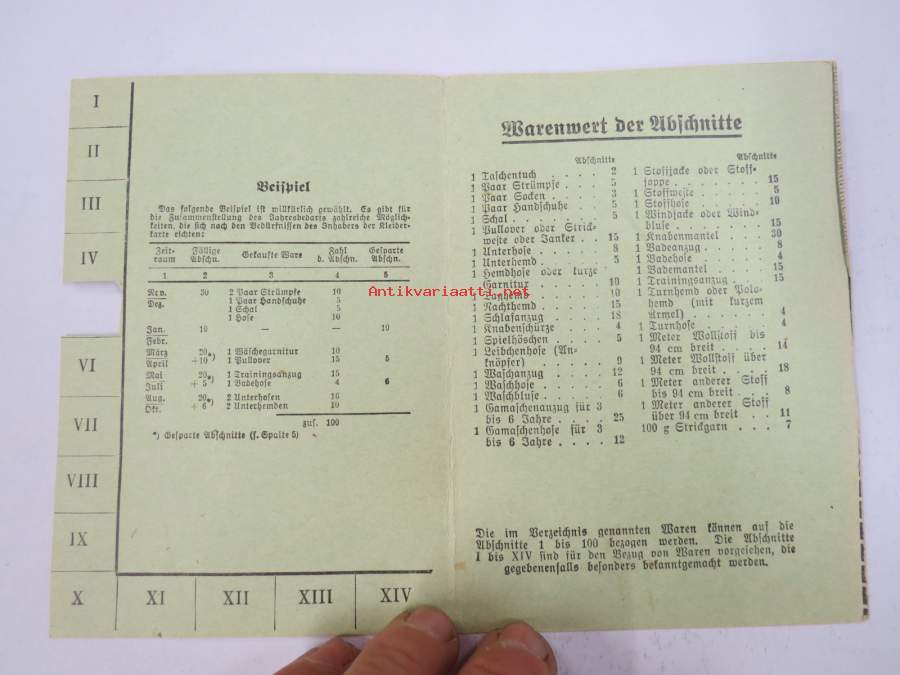 I
II
III
IV
VI
VII
VIII
IX
X
XI
XII
XIII
XIV
Beispiel
Das folgende Beispiel ist willkürlich gewählt. Es gibt für
die Zusammenstellung des Jahresbedarfs zahlreiche Möglich-
keiten, die sich nach den Bedürfnissen des Inhabers der Kleider-
karte richten:
Zeit-
raum Fällige
Abschn. Gekaufte Ware Zahl
d. Abschn. Gesparte
Abschn.
1 2 3 4 5
Nov. 30 2 Paar Strümpfe 10
Dez. 1 Paar Handschuhe 5
1 Schal 5
1 Hose 10
Jan. 10 — — 10
Febr.
März 20 *) 1 Wäschegarnitur 10
April + 10 1 Pullover 15 5
Mai 20 *) 1 Trainingsanzug 15
Juli + 5 1 Badehose 4 6
Aug. 20 *) 2 Unterhosen 16
Okt. + 6 2 Unterhemden 10
zus. 100
*) Gesparte Abschnitte (s. Spalte 5)
Warenwert der Abschnitte
Abschnitte
1 Taschentuch . . . . 2
1 Paar Strümpfe . . . 5
1 Paar Socken . . . . 3
1 Paar Handschuhe . . 5
1 Schal . . . . . . . 5
1 Pullover oder Strick-
weste oder Janker . . 15
1 Unterhose . . . . . 8
1 Unterhemd . . . . . 5
1 Hemdhose oder kurze
Garnitur . . . . . 10
1 Taghemd . . . . . 10
1 Nachthemd . . . . 15
1 Schlafanzug . . . . 18
1 Knabenschürze . . . 4
1 Spielhöschen . . . . 5
1 Leibchenhose (An-
knöpfer) . . . . . 9
1 Waschanzug . . . . 12
1 Waschhose . . . . 6
1 Waschbluse . . . . . 6
1 Gamaschenanzug für 3
bis 6 Jahre . . . . 25
1 Gamaschenhose für 3
bis 6 Jahre . . . . 12
Abschnitte
1 Stoffjacke oder Stoff-
joppe . . . . . . . 15
1 Stoffweste . . . . . 5
1 Stoffhose . . . . . 10
1 Windjacke oder Wind-
bluse . . . . . . . 15
1 Knabenmantel . . . 30
1 Badeanzug . . . . . 8
1 Badehose . . . . . 4
1 Bademantel . . . . 15
1 Trainingsanzug . . . 15
1 Turnhemd oder Polo-
hemd (mit kurzem
Ärmel) . . . . . . 4
1 Turnhose . . . . . 4
1 Meter Wollstoff bis
94 cm breit . . . . 14
1 Meter Wollstoff über
94 cm breit . . . . 18
1 Meter anderer Stoff
bis 94 cm breit . . . 8
1 Meter anderer Stoff
über 94 cm breit . . 11
100 g Strickgarn . . . 7
Die im Verzeichnis genannten Waren können auf die
Abschnitte 1 bis 100 bezogen werden. Die Abschnitte
I bis XIV sind für den Bezug von Waren vorgesehen, die
gegebenenfalls besonders bekanntgemacht werden.
Antikvariaatti.net